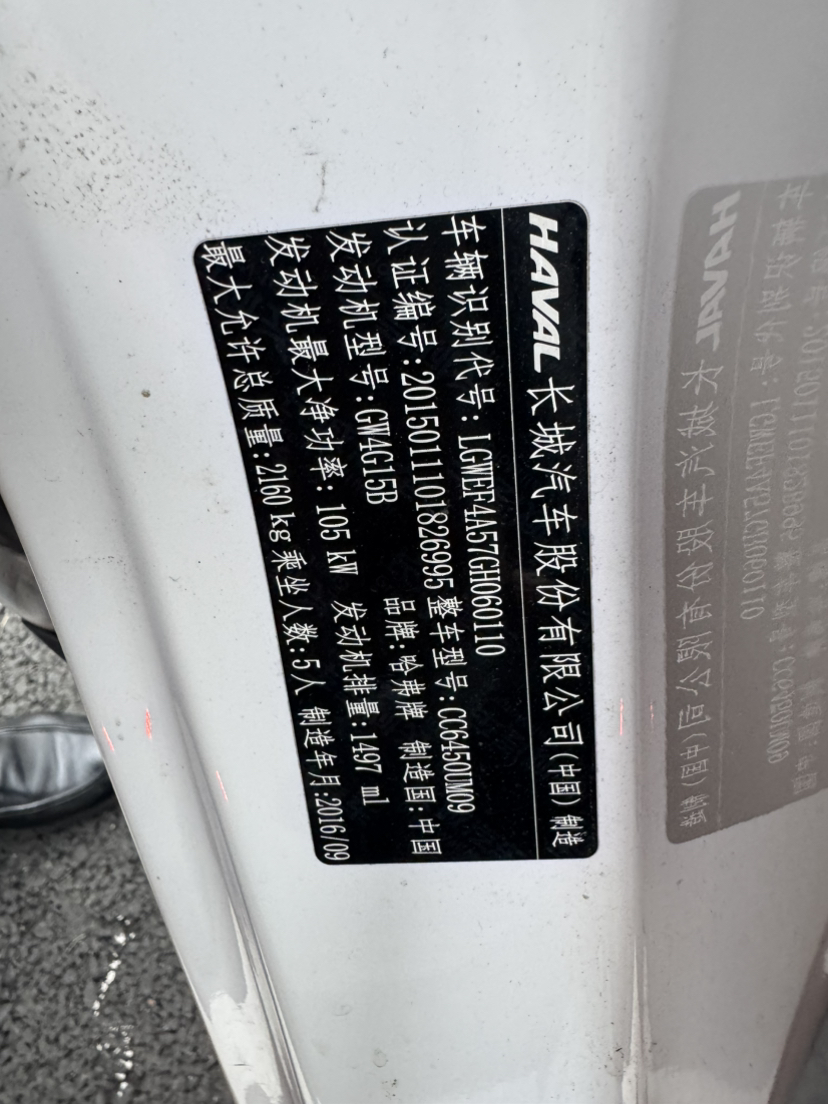 HAVAL 长城汽车股份有限公司(中国) 制造
车辆识别代号: LGWEF4A57GH060110
认证编号:2015011101826995 整车型号:CC6450UM09
发动机型号:GW4G15B 品牌:哈弗牌 制造国:中国
发动机最大净功率: 105 kW 发动机排量:1497 ml
最大允许总质量:2160 kg 乘坐人数:5人 制造年月:2016/09